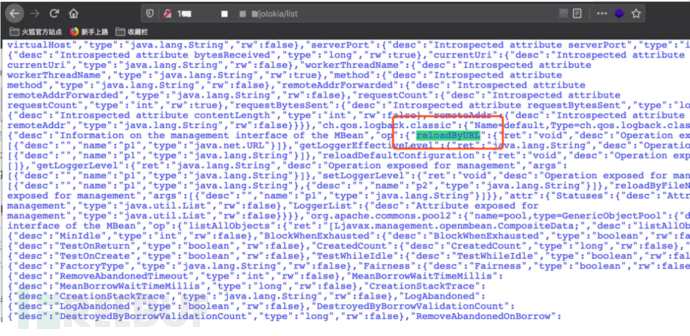 jolokia/list
火狐官方站点 新手上路 收藏栏
virtualHost","type":"java.lang.String","rw":false},"serverPort":{"desc":"Introspected attribute serverPort","type":"i
{"desc":"Introspected attribute bytesReceived","type":"long","rw":true},"currentUri":{"desc":"Introspected attribute
currentUri","type":"java.lang.String","rw":false},"workerThreadName":{"desc":"Introspected attribute
workerThreadName","type":"java.lang.String","rw":false},"method":{"desc":"Introspected attribute
method","type":"java.lang.String","rw":false},"remoteAddrForwarded":{"desc":"Introspected attribute
remoteAddrForwarded","type":"java.lang.String","rw":false},"requestCount":{"desc":"Introspected attribute
requestCount","type":"int","rw":true},"requestBytesSent":{"desc":"Introspected attribute requestBytesSent","type":"lo
{"desc":"Introspected attribute contentLength","type":"int","rw":false},"remoteAddr":{"desc":"Introspected attribute
remoteAddr","type":"java.lang.String","rw":false}}}},"ch.qos.logback.classic":{"Name=default,Type=ch.qos.logback.clas
{"desc":"Information on the management interface of the MBean","op":{"reloadByURL":{"ret":"void","desc":"Operation exp
[{"desc":"","name":"p1","type":"java.net.URL"}]},"getLoggerEffectiveLevel":{"ret":"java.lang.String","desc":"Operatio
[{"desc":"","name":"p1","type":"java.lang.String"}]},"reloadDefaultConfiguration":{"ret":"void","desc":"Operation expo
[]},"getLoggerLevel":{"ret":"java.lang.String","desc":"Operation exposed for management","args":
[{"desc":"","name":"p1","type":"java.lang.String"}]},"setLoggerLevel":{"ret":"void","desc":"Operation exposed for man
[{"desc":"","name":"p1","type":"java.lang.String"},{"desc":"","name":"p2","type":"java.lang.String"}]},"reloadByFileN
exposed for management","args":[{"desc":"","name":"p1","type":"java.lang.String"}]}},"attr":{"Statuses":{"desc":"Attr
management","type":"java.util.List","rw":false},"LoggerList":{"desc":"Attribute exposed for
management","type":"java.util.List","rw":false}}}},"org.apache.commons.pool2":{"name=pool,type=GenericObjectPool":{"d
interface of the MBean","op":{"listAllObjects":{"ret":"[Ljavax.management.openmbean.CompositeData;","desc":"listAllOb
{"desc":"MinIdle","type":"int","rw":false},"BlockWhenExhausted":{"desc":"BlockWhenExhausted","type":"boolean","rw":fa
{"desc":"TestOnReturn","type":"boolean","rw":false},"CreatedCount":{"desc":"CreatedCount","type":"long","rw":false},"
{"desc":"TestOnCreate","type":"boolean","rw":false},"TestWhileIdle":{"desc":"TestWhileIdle","type":"boolean","rw":fal
{"desc":"FactoryType","type":"java.lang.String","rw":false},"Fairness":{"desc":"Fairness","type":"boolean","rw":false
{"desc":"RemoveAbandonedTimeout","type":"int","rw":false},"MeanBorrowWaitTimeMillis":
{"desc":"MeanBorrowWaitTimeMillis","type":"long","rw":false},"CreationStackTrace":
{"desc":"CreationStackTrace","type":"java.lang.String","rw":false},"LogAbandoned":
{"desc":"LogAbandoned","type":"boolean","rw":false},"DestroyedByBorrowValidationCount":
{"desc":"DestroyedByBorrowValidationCount","type":"long","rw":false},"RemoveAbandonedOnBorrow":